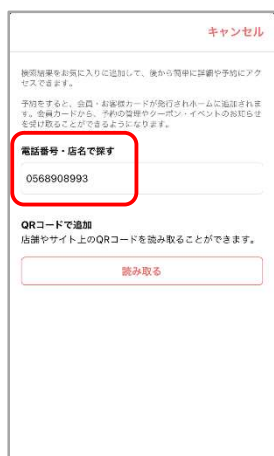 キャンセル
検索結果をお気に入りに追加して、後から簡単に詳細や予約にアク
セスできます。
予約をすると、会員・お客様カードが発行されホームに追加されま
す。会員カードから、予約の管理やクーポン・イベントのお知らせ
を受け取ることができるようになります。
電話番号・店名で探す
0568908993
QRコードで追加
店舗やサイト上のQRコードを読み取ることができます。
読み取る